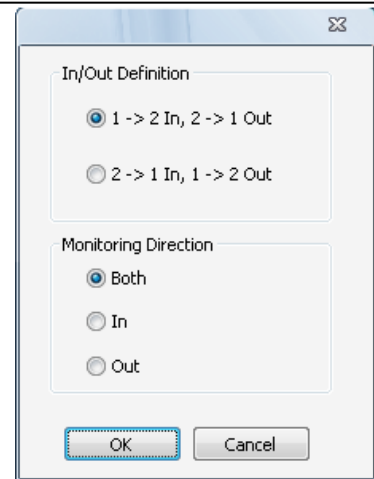 In/Out Definition
1 -> 2 In, 2 -> 1 Out
2 -> 1 In, 1 -> 2 Out
Monitoring Direction
Both
In
Out
OK Cancel